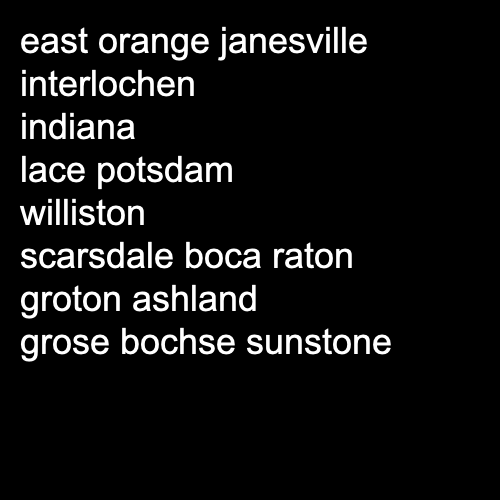 east orange janesville
interlochen
indiana
lace potsdam
williston
scarsdale boca raton
groton ashland
grose bochse sunstone